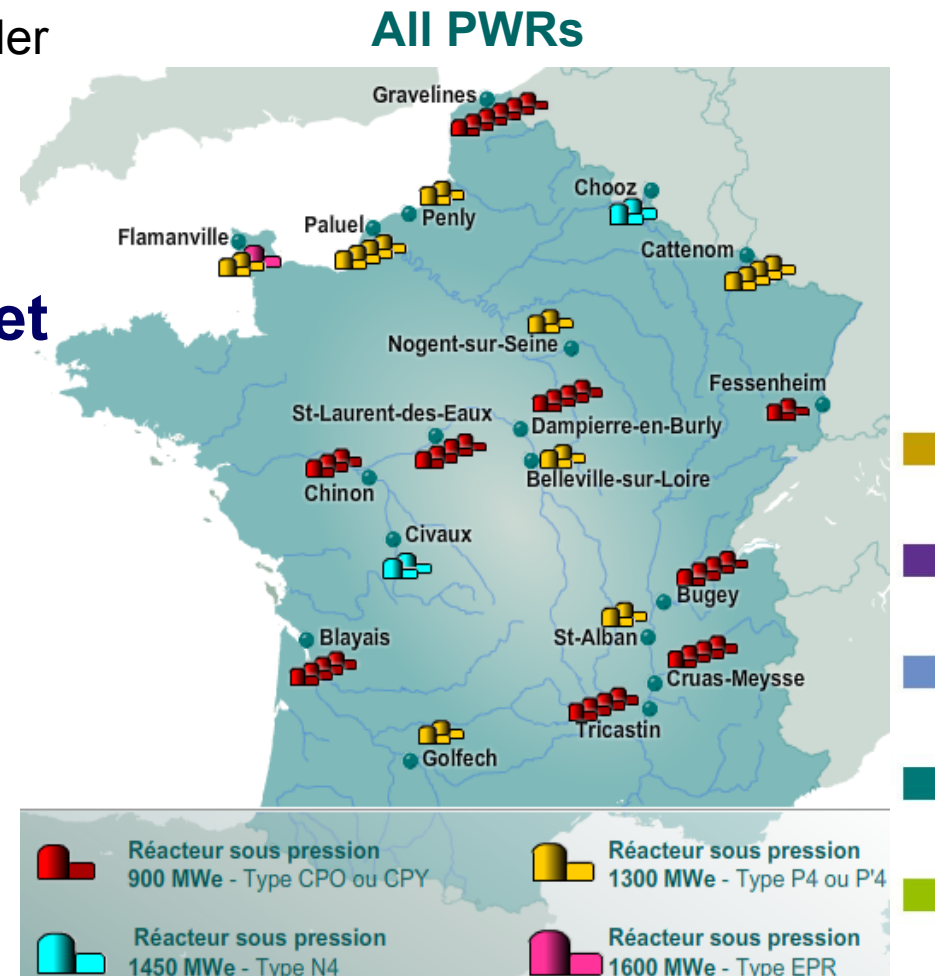 All PWRs
Gravelines
Chooz
Penly
Paluel
Flamanville
Cattenom
et
Nogent-sur-Seine
Fessenheim
St-Laurent-des-Eaux
Dampierre-en-Burly
Belleville-sur-Loire
Chinon
Civaux
Bugey
St-Alban
Blayais
Cruas-Meysse
Tricastin
Golfech
Réacteur sous pression
900 MWe - Type CPO ou CPY
Réacteur sous pression
1300 MWe - Type P4 ou P'4
Réacteur sous pression
1450 MWe - Type N4
Réacteur sous pression
1600 MWe - Type EPR